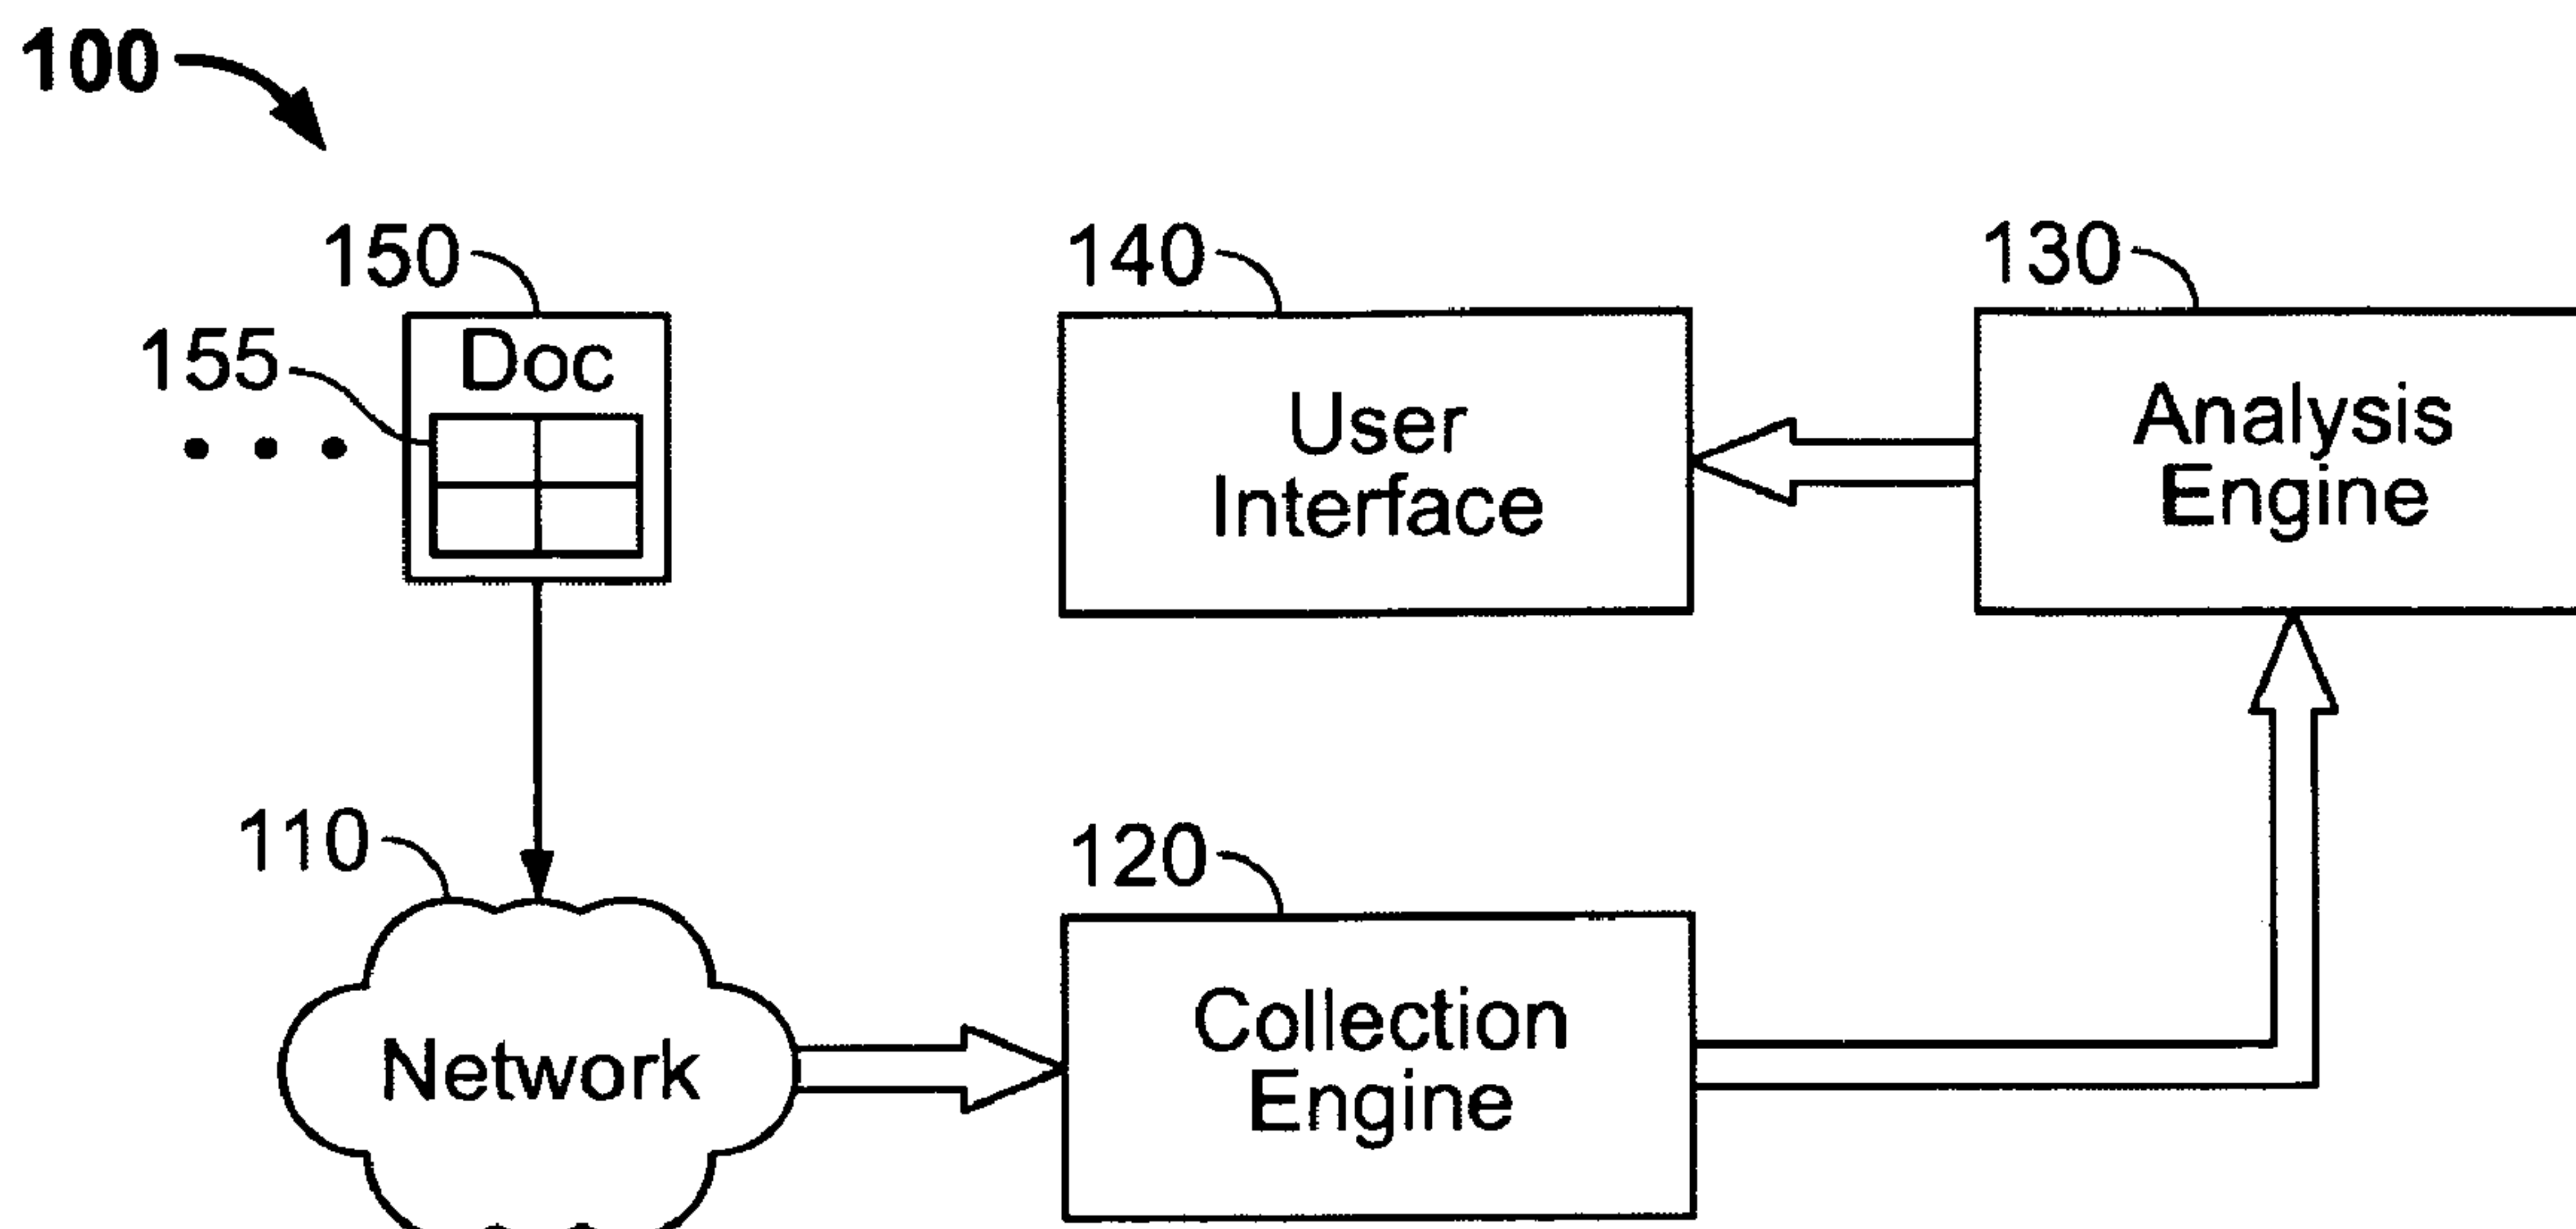 100
150
140
130
155
Doc
User
Interface
Analysis
Engine
110
120
Network
Collection
Engine